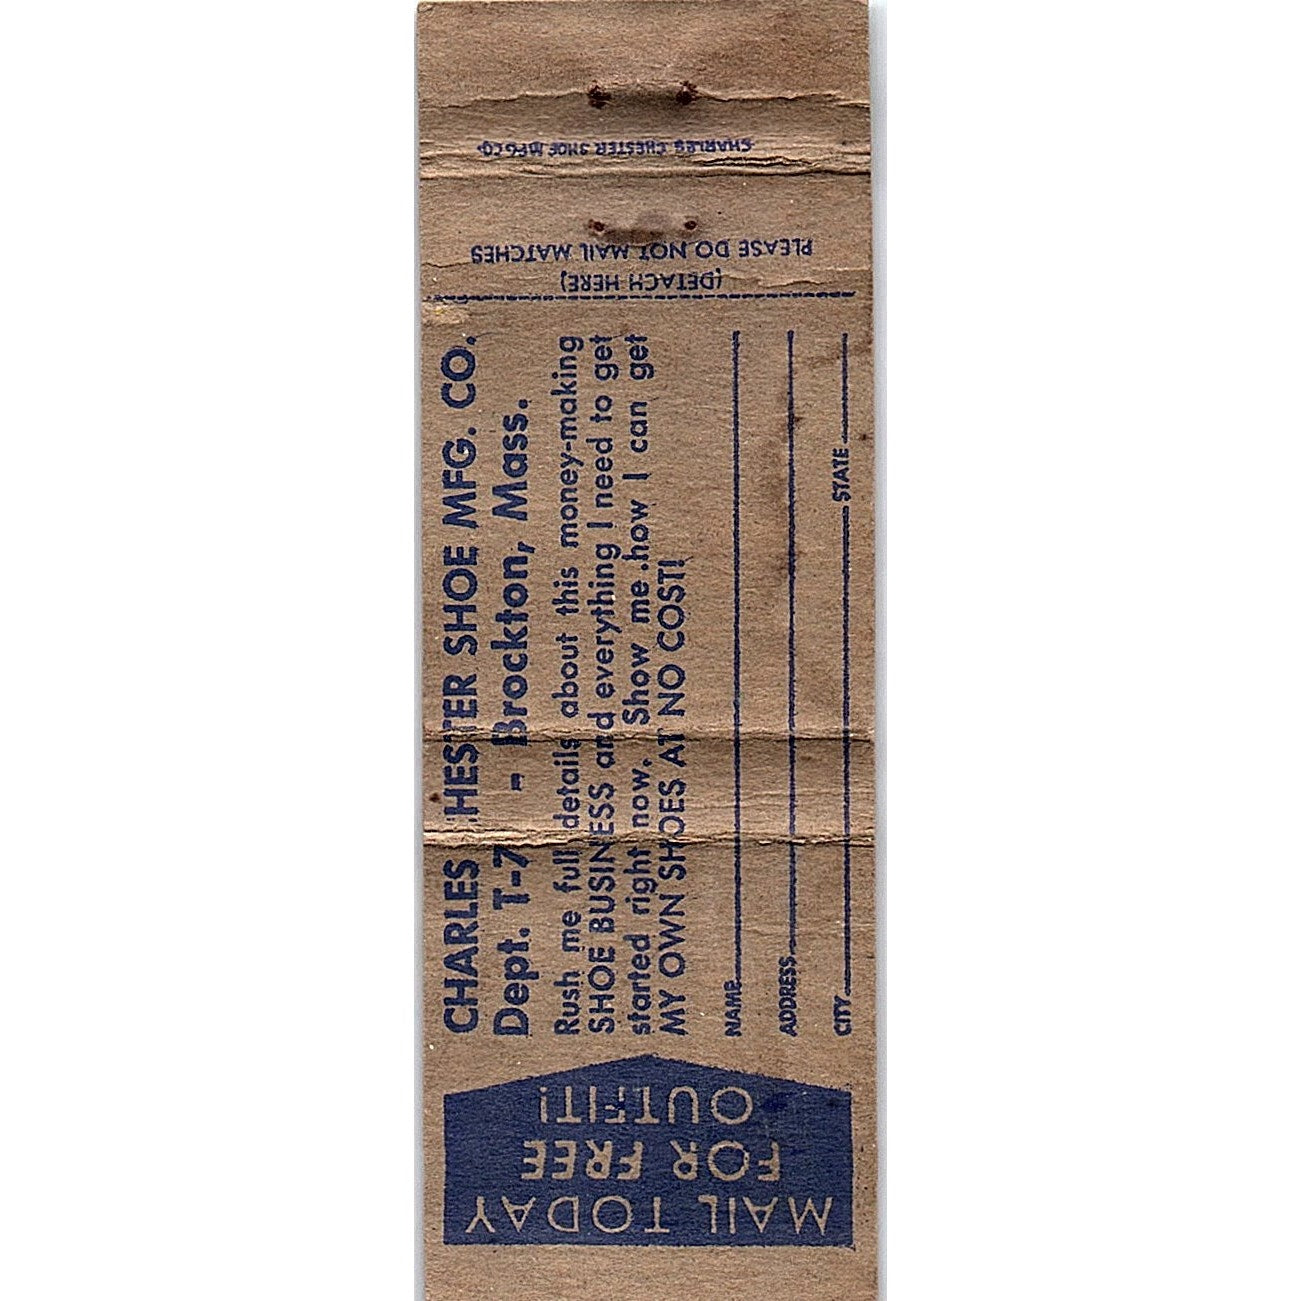 CHARLES CHESTER SHOE MFG CO.
PLEASE DO NOT MAIL MATCHES
(DETACH HERE)
CHARLES CHESTER SHOE MFG. CO.
Dept. T-7 - Brockton, Mass.
Rush me full details about this money-making
SHOE BUSINESS and everything I need to get
started right now. Show me how I can get
MY OWN SHOES AT NO COST!
NAME
ADDRESS
CITY STATE
MAIL TODAY
FOR FREE
OUTFIT!